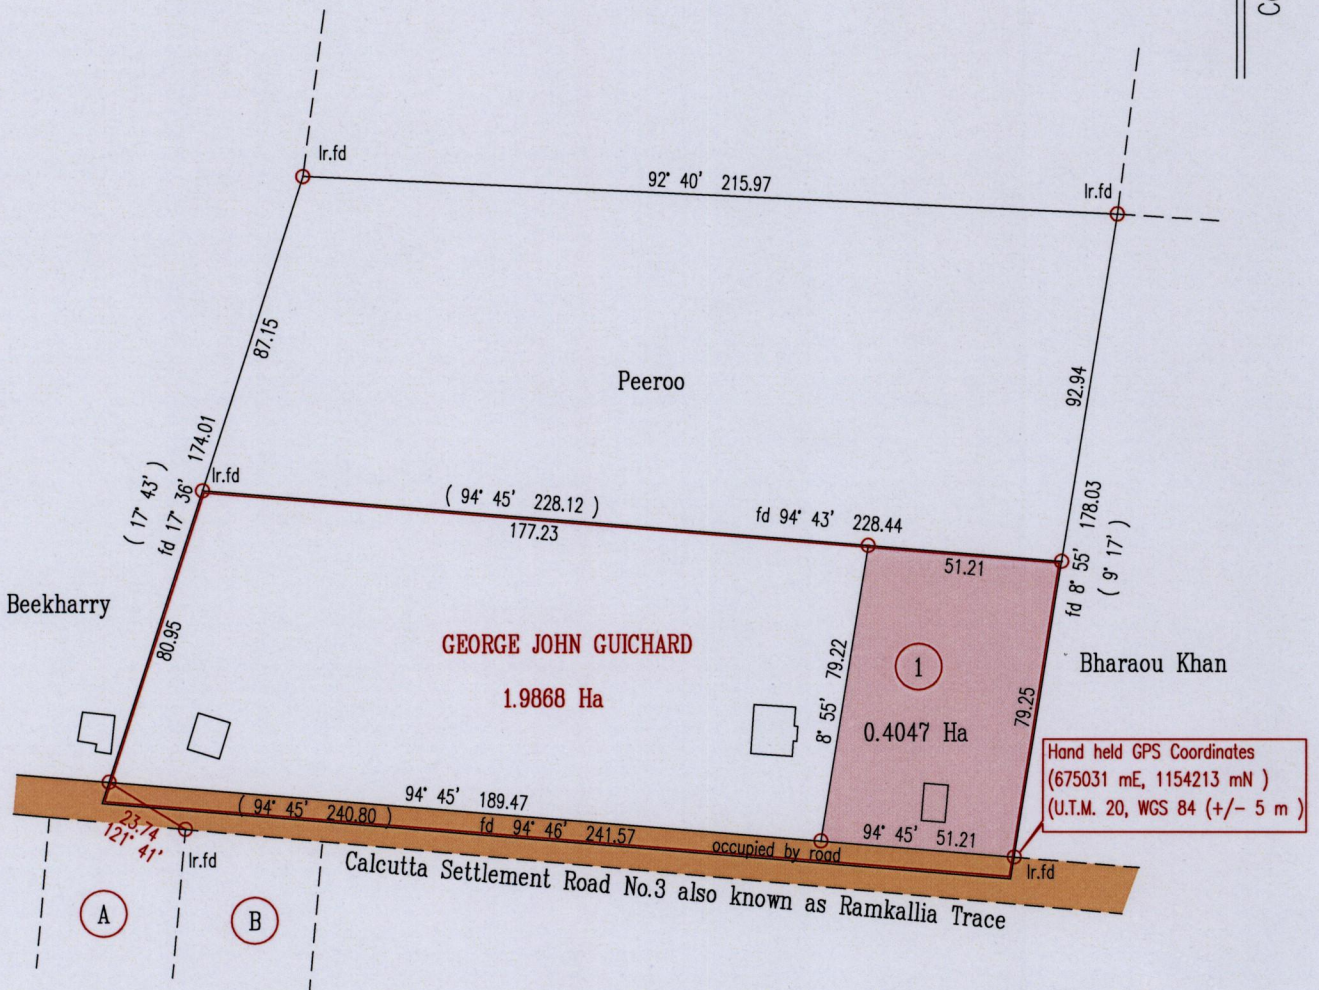 Ir.fd
92° 40' 215.97
Ir.fd
87.15
Peeroo
92.94
174.01
( 17° 43' )
fd 17° 36'
Ir.fd
( 94° 45' 228.12 )
177.23
fd 94° 43' 228.44
51.21
178.03
fd 8° 55'
( 9° 17' )
Beekharry
80.95
GEORGE JOHN GUICHARD
1.9868 Ha
79.22
8° 55'
1
0.4047 Ha
79.25
Bharaou Khan
Hand held GPS Coordinates
(675031 mE, 1154213 mN )
(U.T.M. 20, WGS 84 (+/- 5 m )
94° 45' 189.47
( 94° 45' 240.80 )
fd 94° 46' 241.57
94° 45' 51.21
occupied by road
23.74
121° 41'
Ir.fd
Ir.fd
Calcutta Settlement Road No.3 also known as Ramkallia Trace
A
B